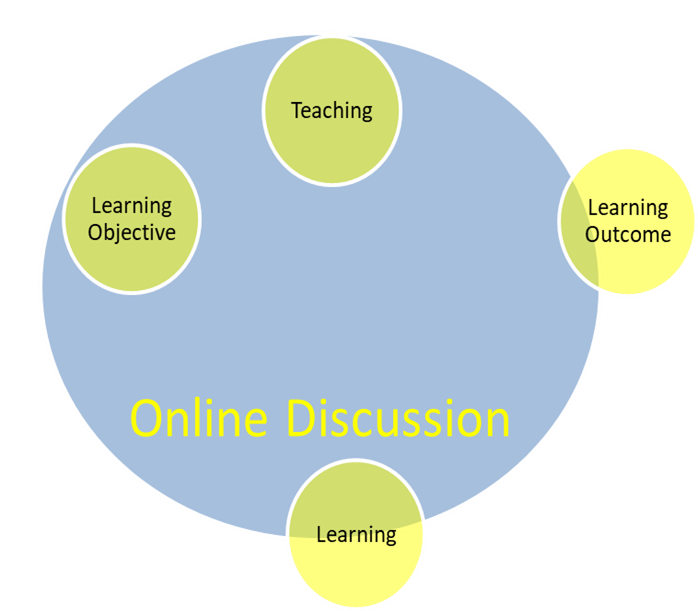 Teaching
Learning
Objective
Learning
Outcome
Online Discussion
Learning